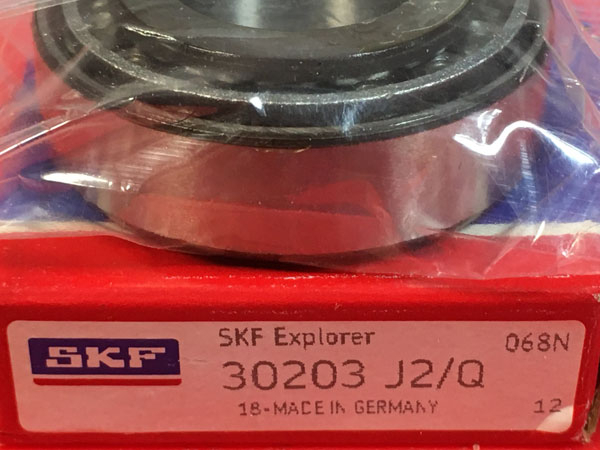 SKF
SKF Explorer
068N
30203 J2/Q
18-MADE IN GERMANY
12